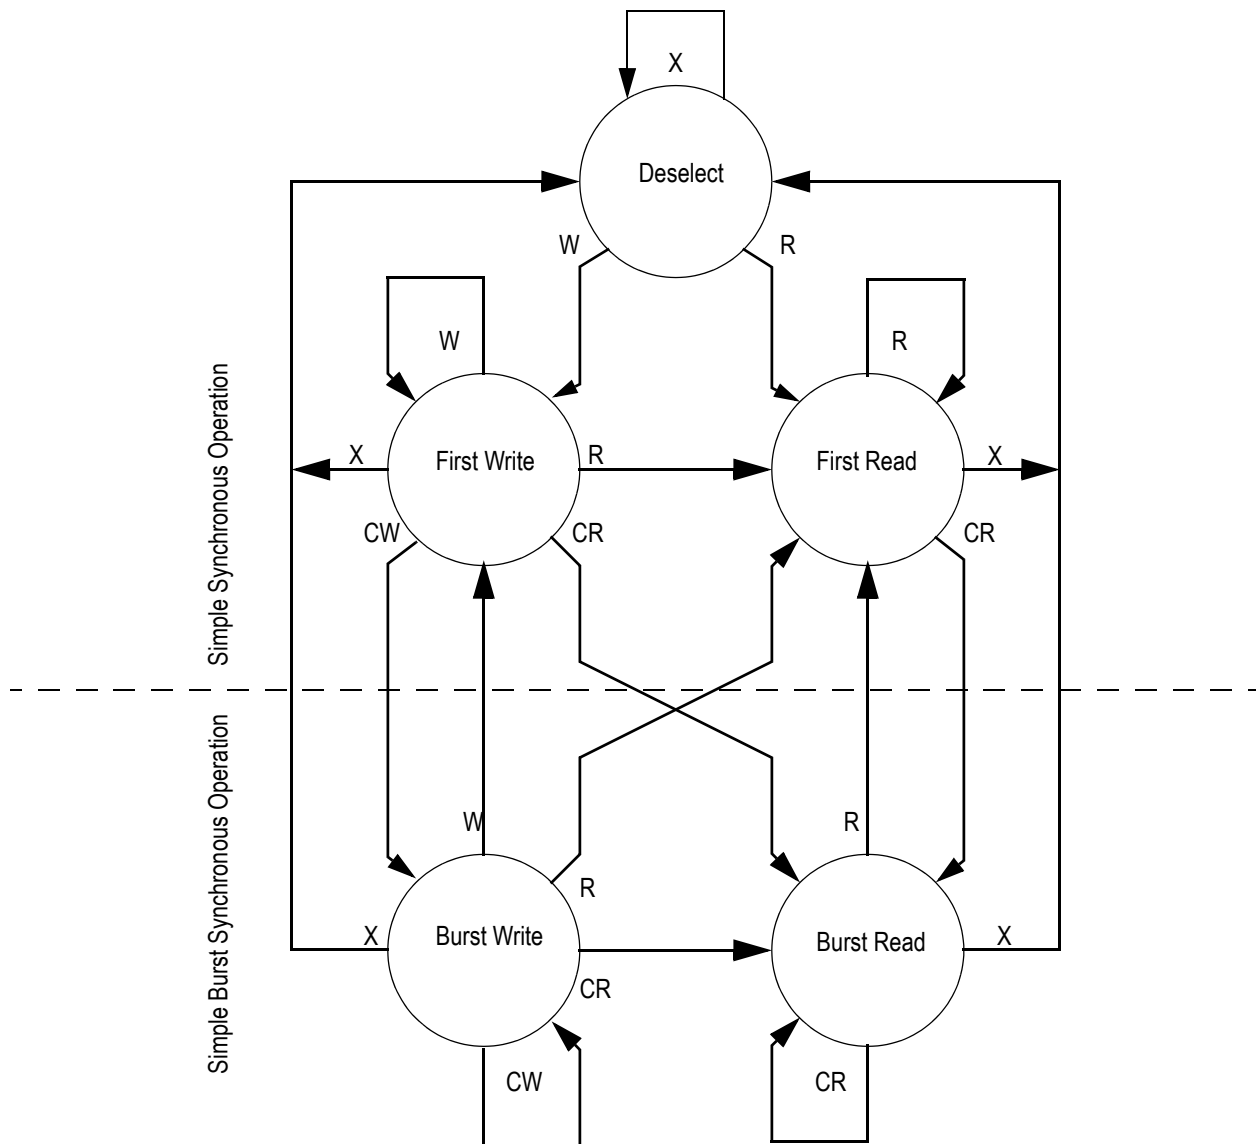 X
Deselect
W
R
W
R
Simple Synchronous Operation
X
First Write
R
First Read
X
CW
CR
CR
Simple Burst Synchronous Operation
W
R
R
X
Burst Write
Burst Read
X
CR
CW
CR